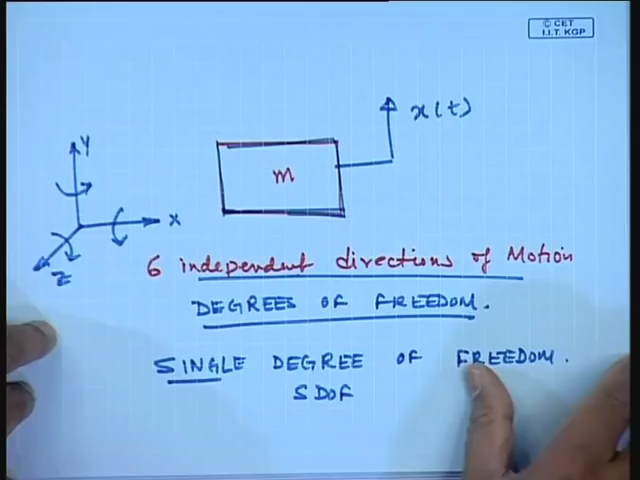 © CET
I.I.T. KGP
x(t)
Y
m
X
Z
6 independent directions of Motion
DEGREES OF FREEDOM.
SINGLE DEGREE OF FREEDOM.
SDOF